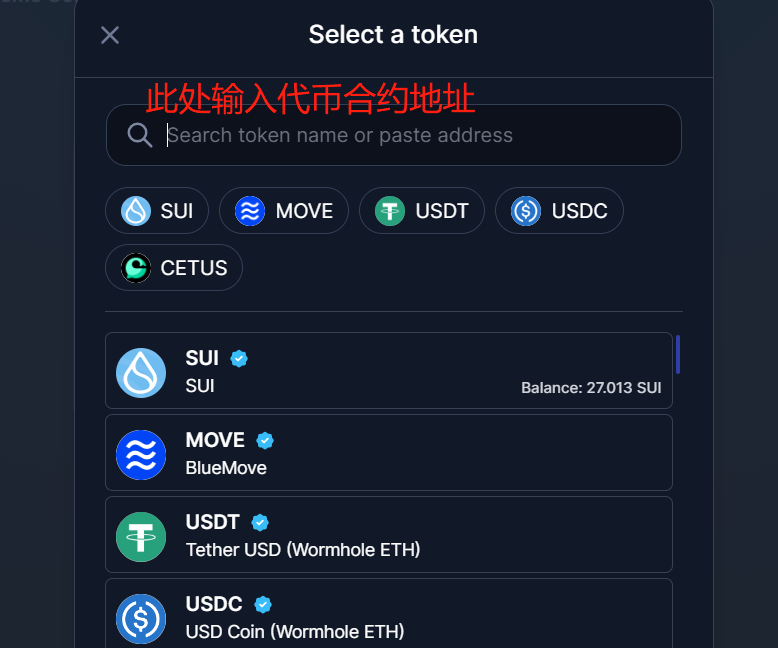 Select a token
此处输入代币合约地址
Search token name or paste address
SUI
MOVE
USDT
USDC
CETUS
SUI
SUI
Balance: 27.013 SUI
MOVE
BlueMove
USDT
Tether USD (Wormhole ETH)
USDC
USD Coin (Wormhole ETH)